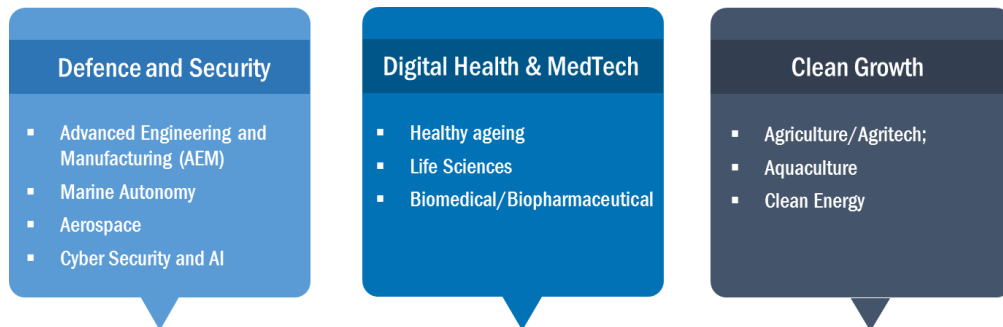 Defence and Security
▪ Advanced Engineering and
Manufacturing (AEM)
▪ Marine Autonomy
▪ Aerospace
▪ Cyber Security and AI
Digital Health & MedTech
▪ Healthy ageing
▪ Life Sciences
▪ Biomedical/Biopharmaceutical
Clean Growth
▪ Agriculture/Agritech;
▪ Aquaculture
▪ Clean Energy